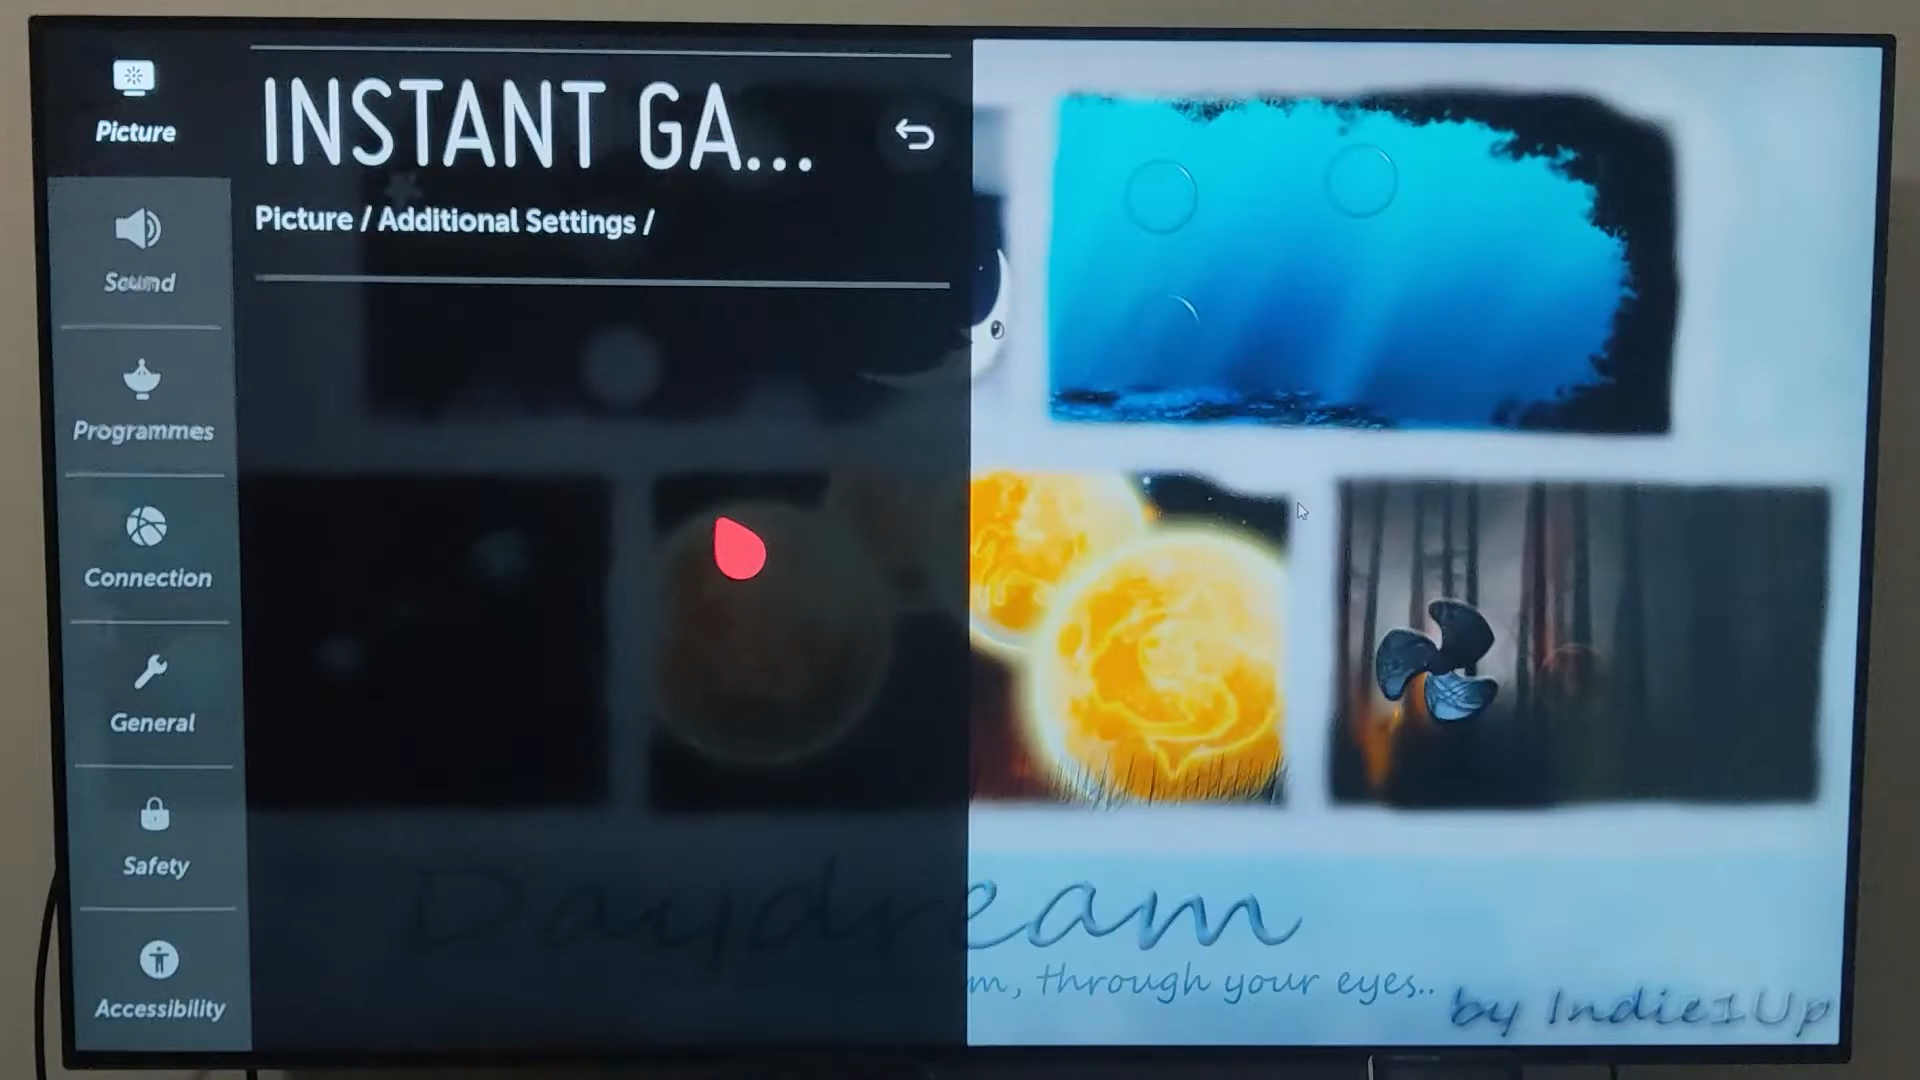 Picture
INSTANT GA...
Picture / Additional Settings /
Sound
Programmes
Connection
General
Safety
Accessibility
Daydream
m, through your eyes..
by Indie1Up